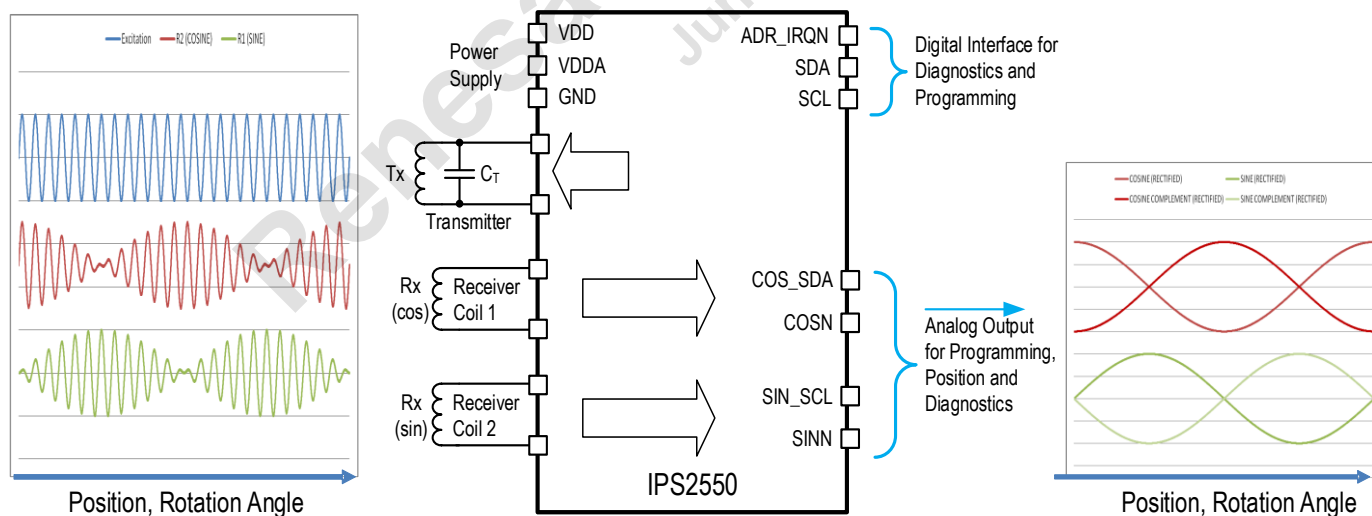 Excitation R2 (COSINE) R1 (SINE)
Position, Rotation Angle
Power
Supply
VDD
VDDA
GND
Tx
CT
Transmitter
Rx
(cos)
Receiver
Coil 1
Rx
(sin)
Receiver
Coil 2
IPS2550
ADR_IRQN
SDA
SCL
Digital Interface for
Diagnostics and
Programming
COS_SDA
COSN
SIN_SCL
SINN
Analog Output
for Programming,
Position and
Diagnostics
COSINE (RECTIFIED) SINE (RECTIFIED)
COSINE COMPLEMENT (RECTIFIED) SINE COMPLEMENT (RECTIFIED)
Position, Rotation Angle